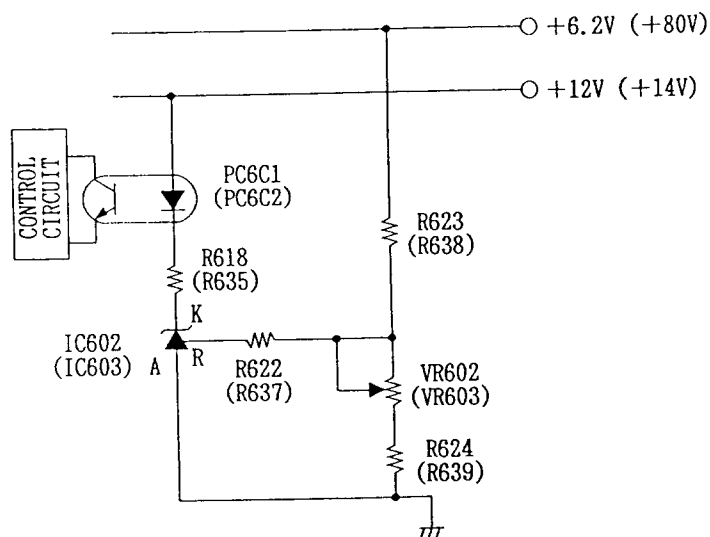 +6.2V (+80V)
+12V (+14V)
CONTROL
CIRCUIT
PC6C1
(PC6C2)
R623
(R638)
R618
(R635)
K
IC602
(IC603)
A
R
R622
(R637)
VR602
(VR603)
R624
(R639)